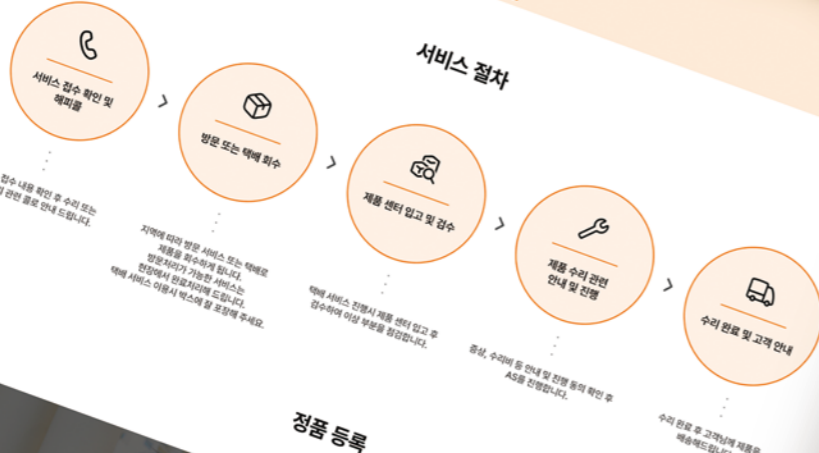 서비스 절차
서비스 접수 확인 및
해피콜
접수 내용 확인 후 수리 또는
관련 콜로 안내 드립니다.
방문 또는 택배 회수
지역에 따라 방문 서비스 또는 택배로
제품을 회수하게 됩니다.
방문처리가 가능한 서비스는
현장에서 완료처리해 드립니다.
택배 서비스 이용시 박스에 잘 포장해 주세요.
제품 센터 입고 및 검수
택배 서비스 진행시 제품 센터 입고 후
검수하여 이상 부분을 점검합니다.
제품 수리 관련
안내 및 진행
증상, 수리비 등 안내 및 진행 동의 확인 후
AS를 진행합니다.
수리 완료 및 고객 안내
수리 완료 후 고객님께 제품을
배송해드립니다
정품 등록